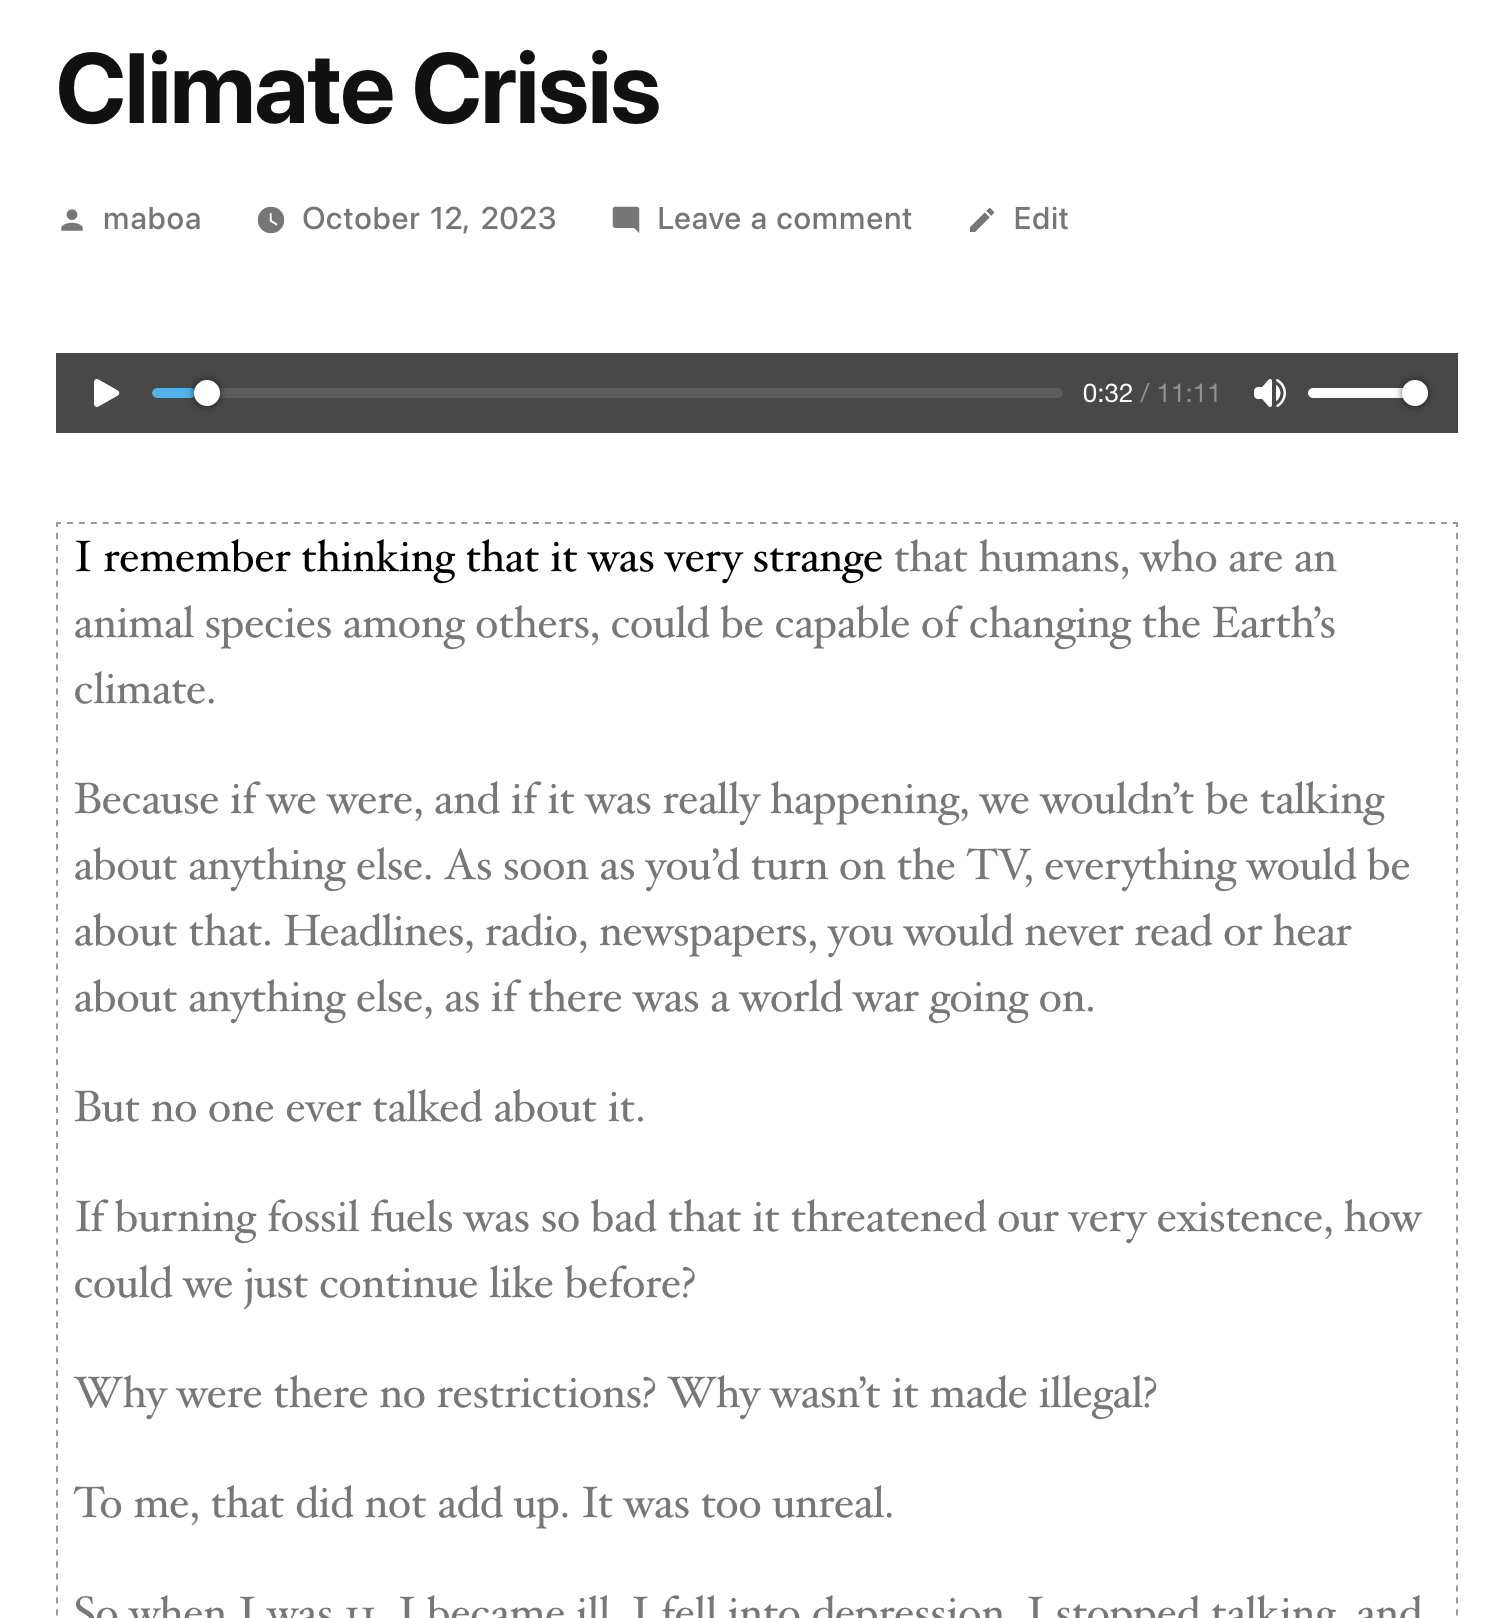 Climate Crisis
maboa October 12, 2023 Leave a comment Edit
0:32 / 11:11
I remember thinking that it was very strange that humans, who are an
animal species among others, could be capable of changing the Earth’s
climate.
Because if we were, and if it was really happening, we wouldn’t be talking
about anything else. As soon as you’d turn on the TV, everything would be
about that. Headlines, radio, newspapers, you would never read or hear
about anything else, as if there was a world war going on.
But no one ever talked about it.
If burning fossil fuels was so bad that it threatened our very existence, how
could we just continue like before?
Why were there no restrictions? Why wasn’t it made illegal?
To me, that did not add up. It was too unreal.
So when I was 11, I became ill. I fell into depression. I stopped talking, and